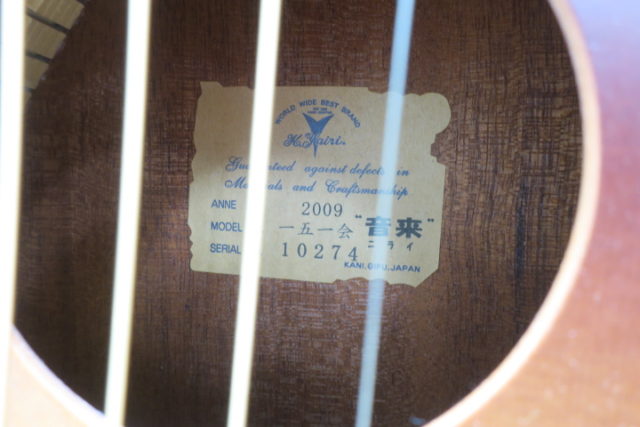 WORLD WIDE BEST BRAND
K.Yairi.
Guaranteed against defects in
Materials and Craftsmanship
ANNE 2009
MODEL 一五一会 "音来"
ニライ
SERIAL 10274
KANI, GIFU, JAPAN